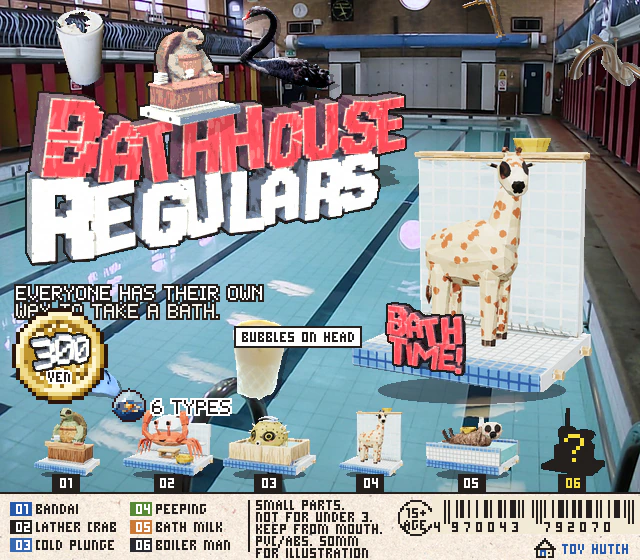 BATHHOUSE
REGULARS
EVERYONE HAS THEIR OWN
WAY TO TAKE A BATH.
300
YEN
BUBBLES ON HEAD
BATH
TIME!
6 TYPES
01
02
03
04
05
?
06
01 BANDAI
02 LATHER CRAB
03 COLD PLUNGE
04 PEEPING
05 BATH MILK
06 BOILER MAN
SMALL PARTS.
NOT FOR UNDER 3.
KEEP FROM MOUTH.
PVC/ABS. 50MM
FOR ILLUSTRATION
15+
AGE
4 970043 792070
TOY HUTCH